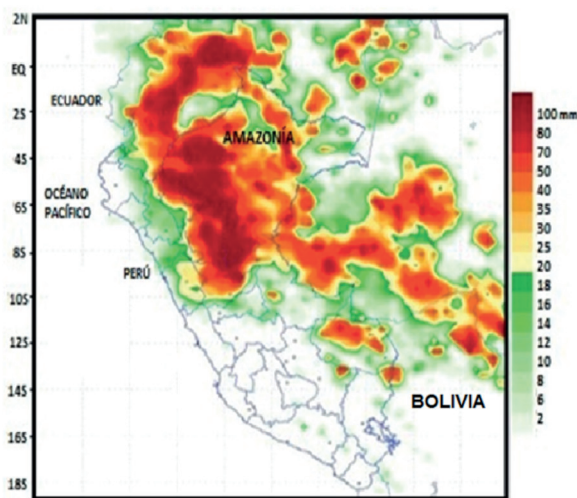 2N
EQ
ECUADOR
2S
AMAZONÍA
4S
OCÉANO
PACÍFICO
6S
8S
PERÚ
10S
12S
14S
BOLIVIA
16S
18S
100 mm
80
70
50
40
35
30
25
20
18
16
14
12
10
8
6
2